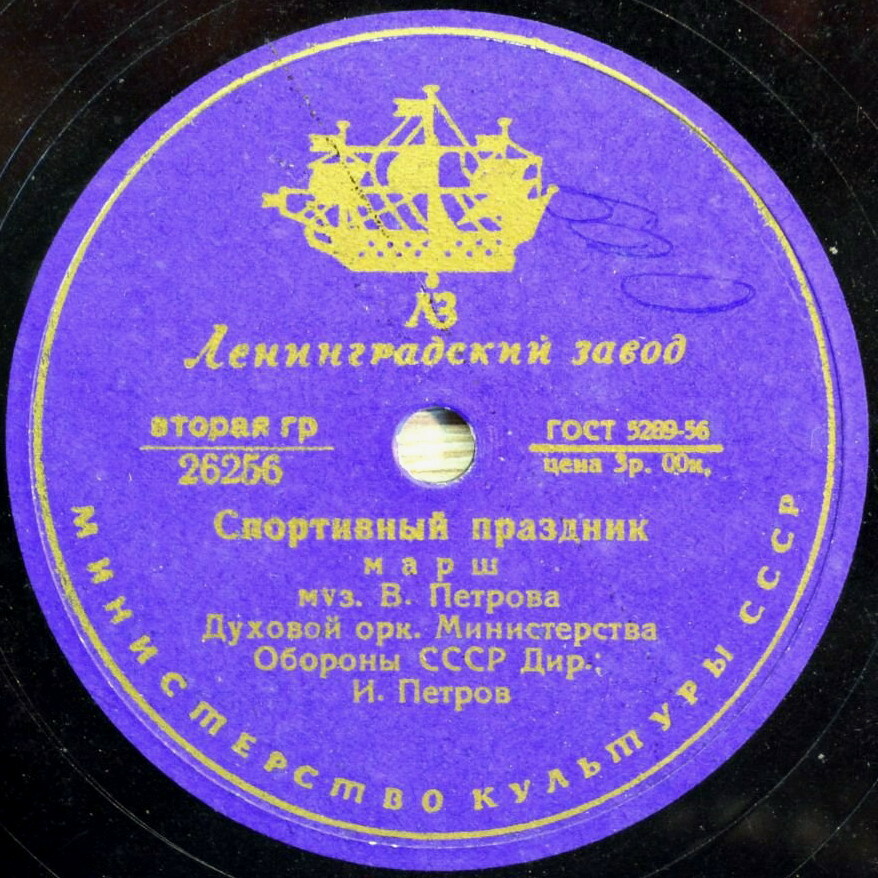 ЛЗ
Ленинградский завод
вторая гр
26256
ГОСТ 5289-56
цена 3р. 00к.
Спортивный праздник
марш
муз. В. Петрова
Духовой орк. Министерства
Обороны СССР Дир.:
И. Петров
МИНИСТЕРСТВО КУЛЬТУРЫ СССР